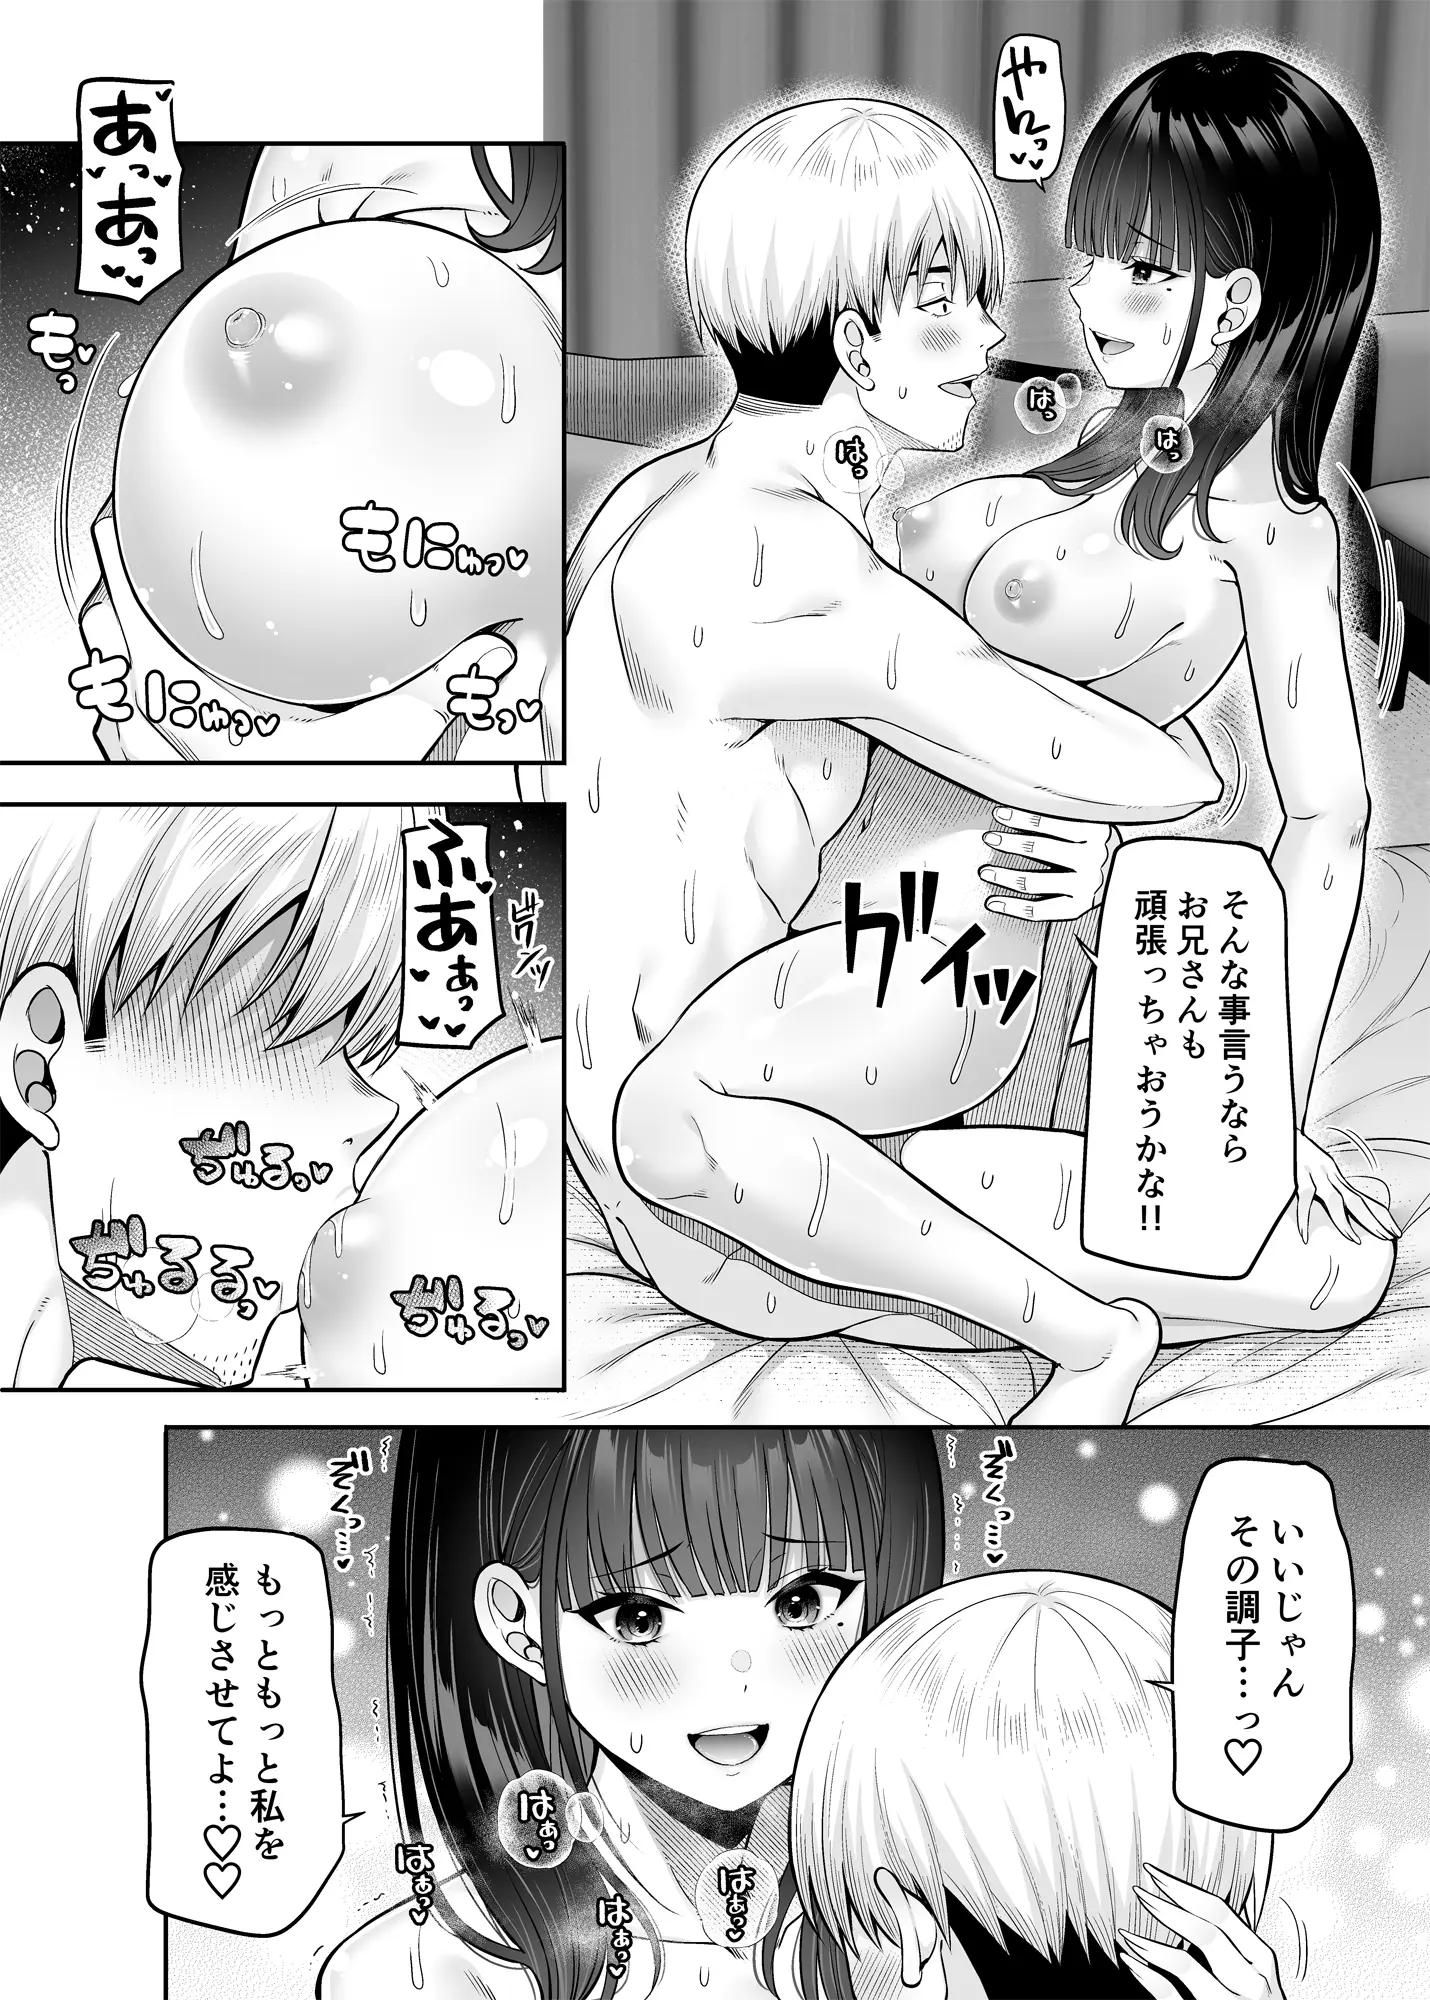 やんっ♥♥
はっ
はっ
はっ
グイッ
そんな事言うなら
お兄さんも
頑張っちゃおうかな!!
あっ♥
あっ♥♥
もっ♥
もにゅっ♥
もにゅっ♥
もっ♥
ふぁぁっ♥♥
ビクンッ
ぢゅるっ♥
ぢゅるるっ♥
ぢゅるっ♥
いいじゃん
その調子…っ♡
ぞくっ…♥
ぞくっ…♥
もっともっと私を
感じさせてよ…♡♡
はぁっ♥
はぁっ♥
はぁっ♥
はぁっ♥